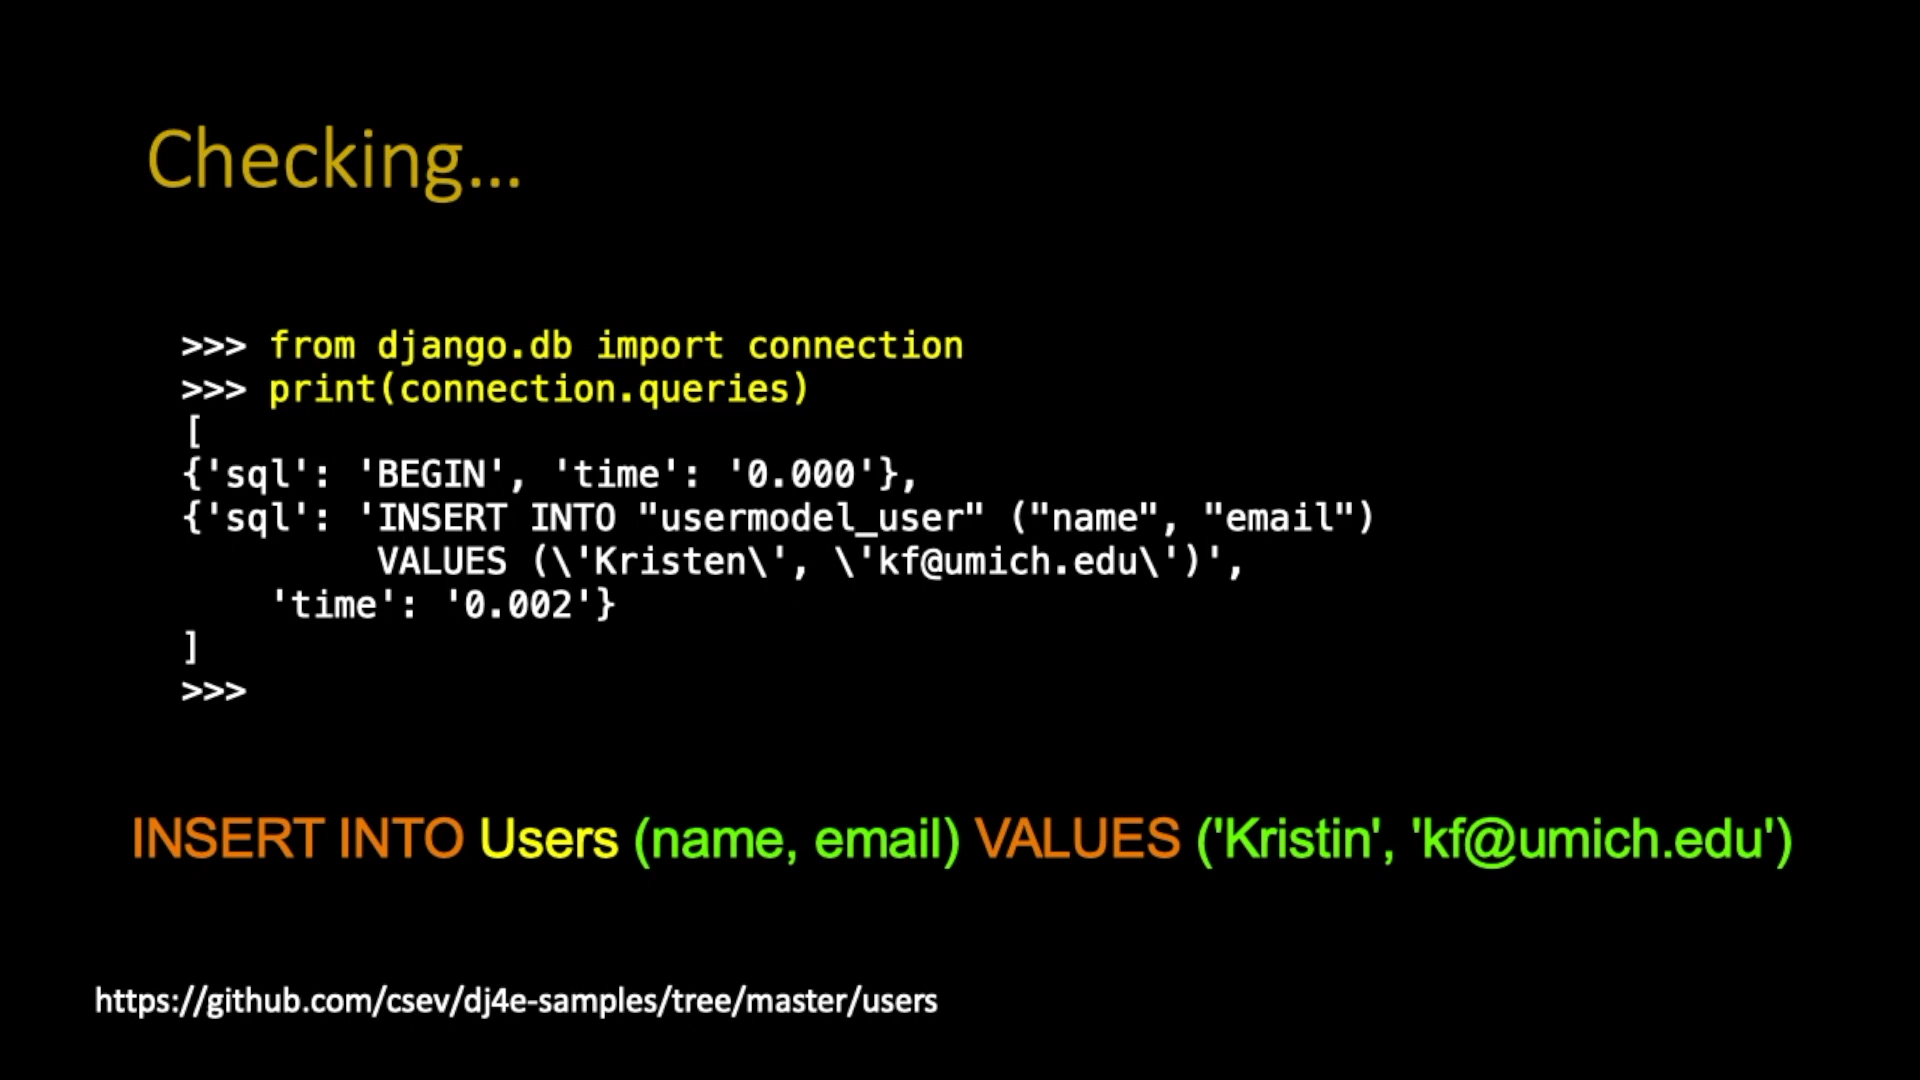 Checking...
>>> from django.db import connection
>>> print(connection.queries)
[
{'sql': 'BEGIN', 'time': '0.000'},
{'sql': 'INSERT INTO "usermodel_user" ("name", "email")
VALUES (\'Kristen\', \'kf@umich.edu\')',
'time': '0.002'}
]
>>>
INSERT INTO Users (name, email) VALUES ('Kristin', 'kf@umich.edu')
https://github.com/csev/dj4e-samples/tree/master/users